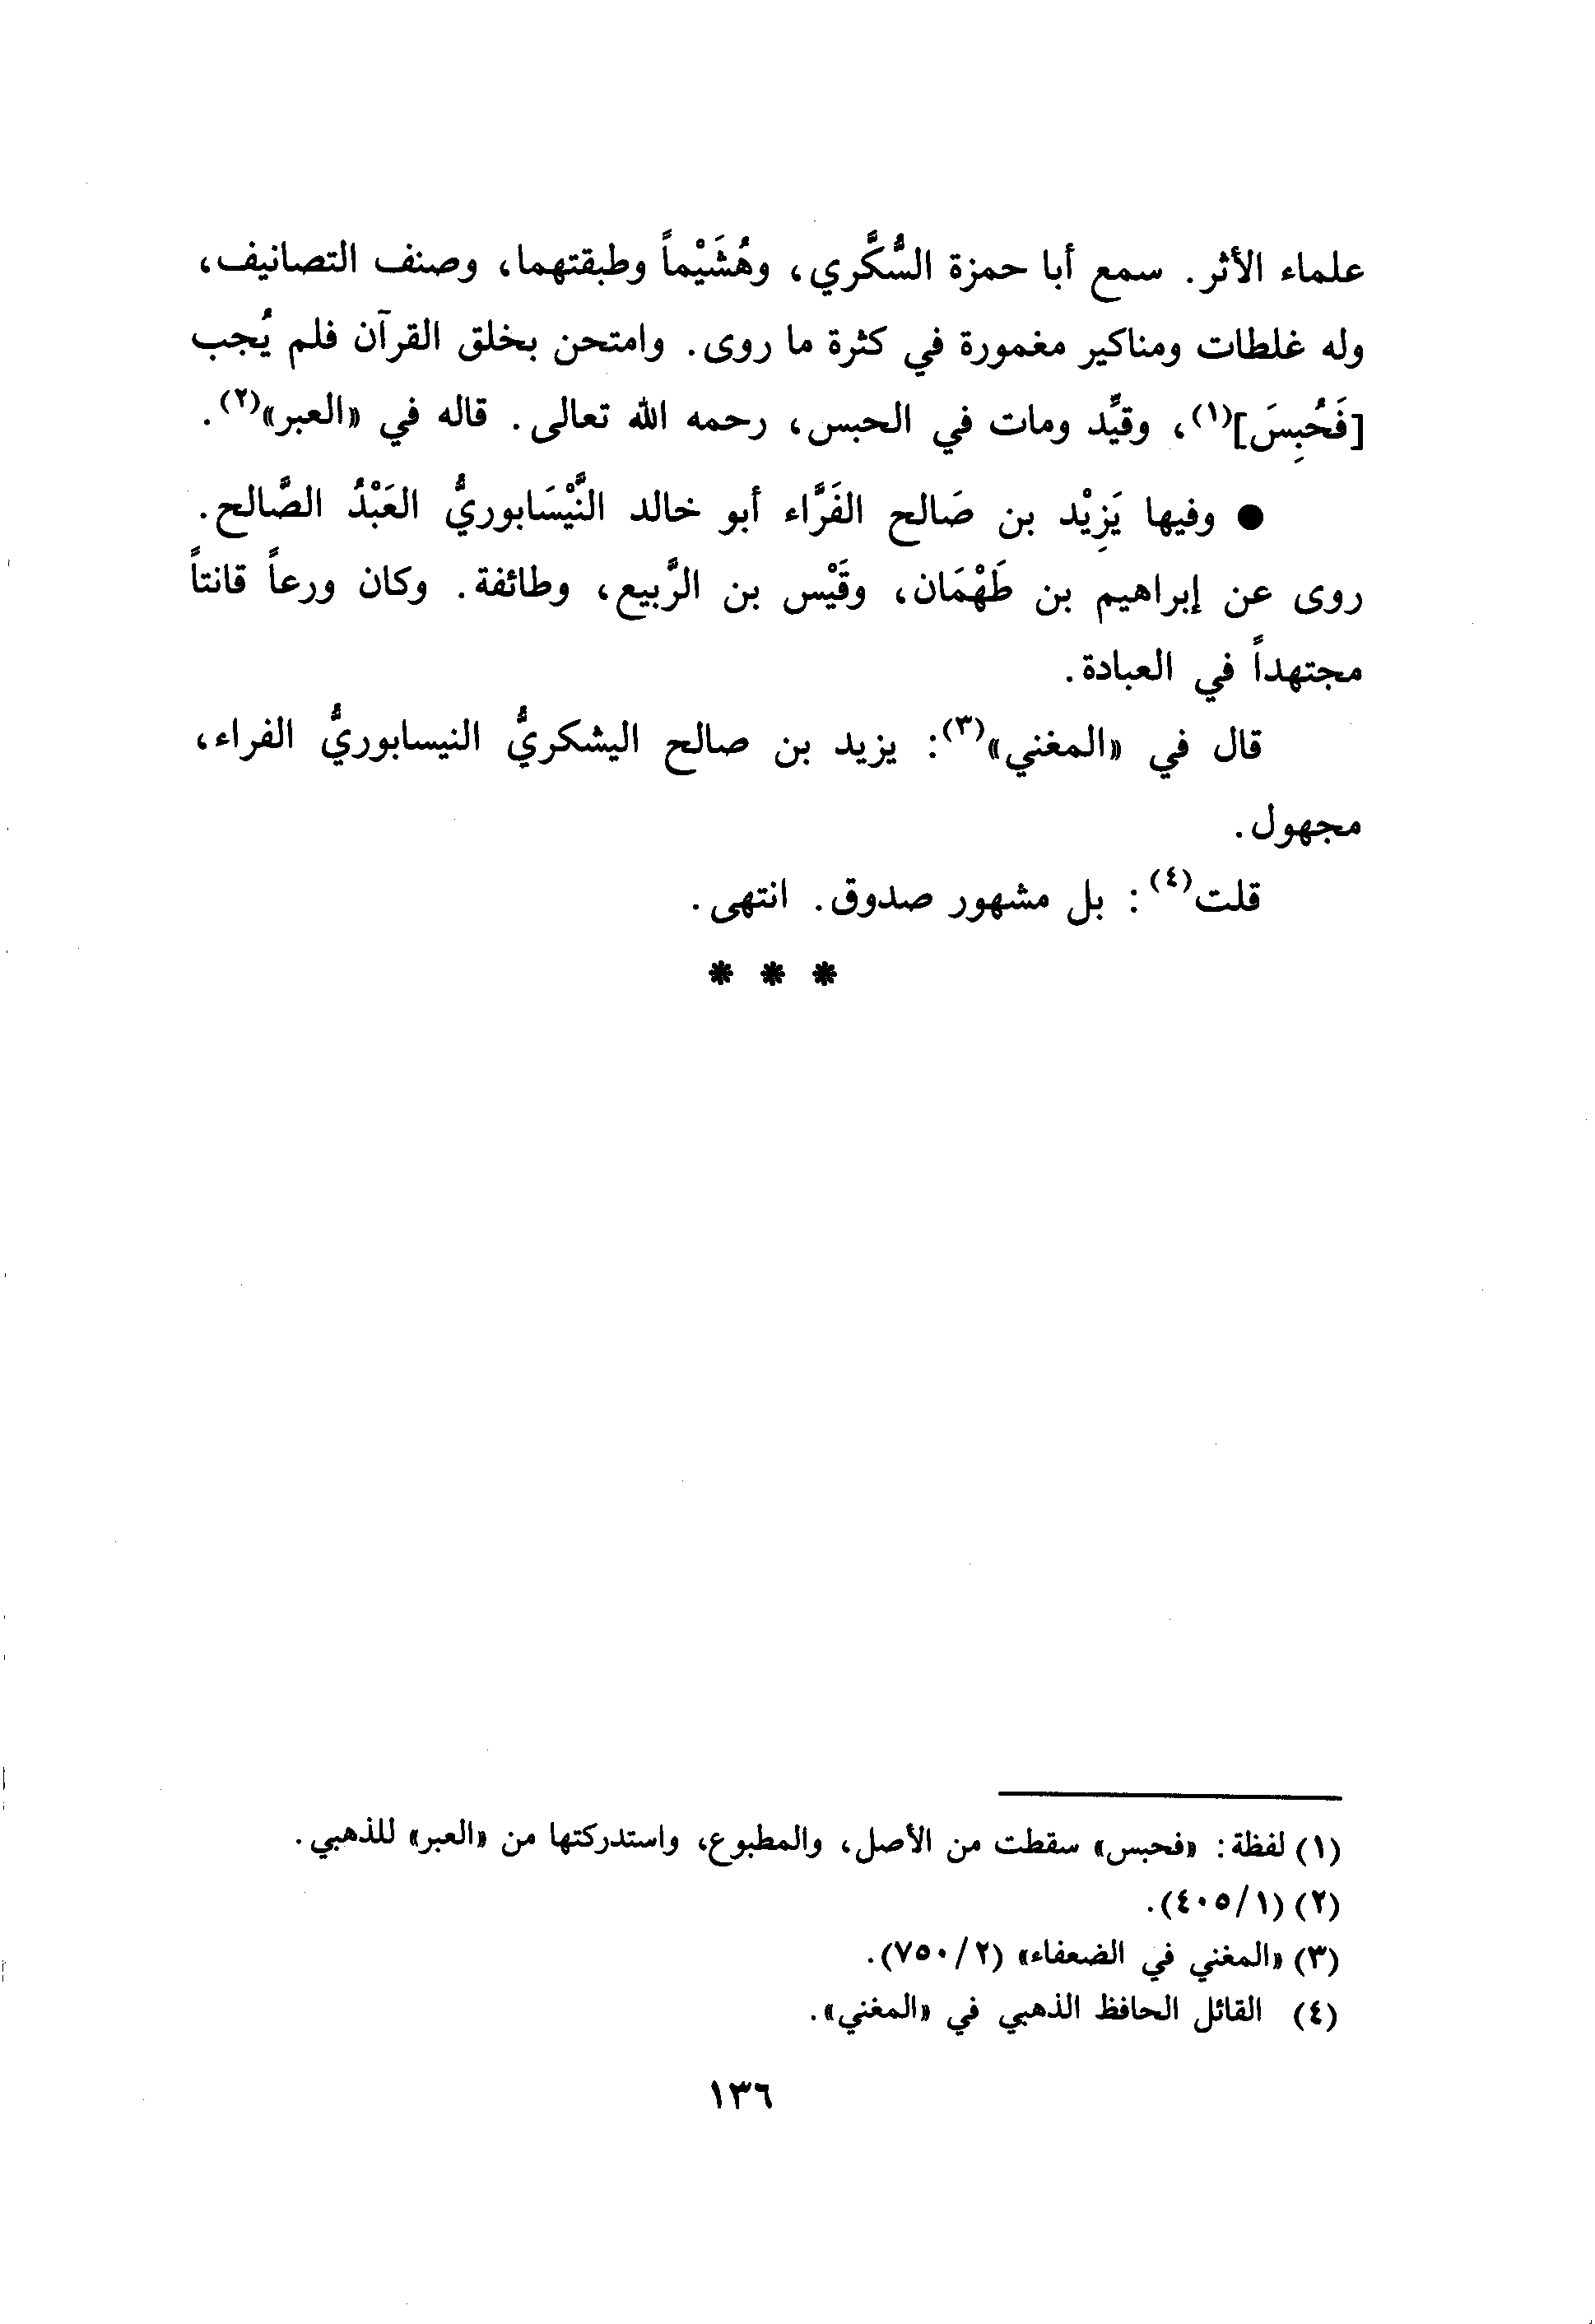 علماء الأثر. سمع أبا حمزة السُّكَّري، وهُشَيْماً وطبقتهما، وصنف التصانيف،
وله غلطات ومناكير مغمورة في كثرة ما روى. وامتحن بخلق القرآن فلم يُجب
[فَحُبِسَ](١)، وقيِّد ومات في الحبس، رحمه الله تعالى. قاله في «العبر»(٢).
● وفيها يَزِيْد بن صَالح الفَرَّاء أبو خالد النَّيْسَابوريُّ العَبْدُ الصَّالح.
روى عن إبراهيم بن طَهْمَان، وقَيْس بن الرَّبيع، وطائفة. وكان ورعاً قانتاً
مجتهداً في العبادة.
قال في «المغني»(٣): يزيد بن صالح اليشكريُّ النيسابوريُّ الفراء،
مجهول.
قلت(٤): بل مشهور صدوق. انتهى.
* * *
(١) لفظة: «فحبس» سقطت من الأصل، والمطبوع، واستدركتها من «العبر» للذهبي.
(٢) (١/٤٠٥).
(٣) «المغني في الضعفاء» (٢/٧٥٠).
(٤) القائل الحافظ الذهبي في «المغني».
١٣٦